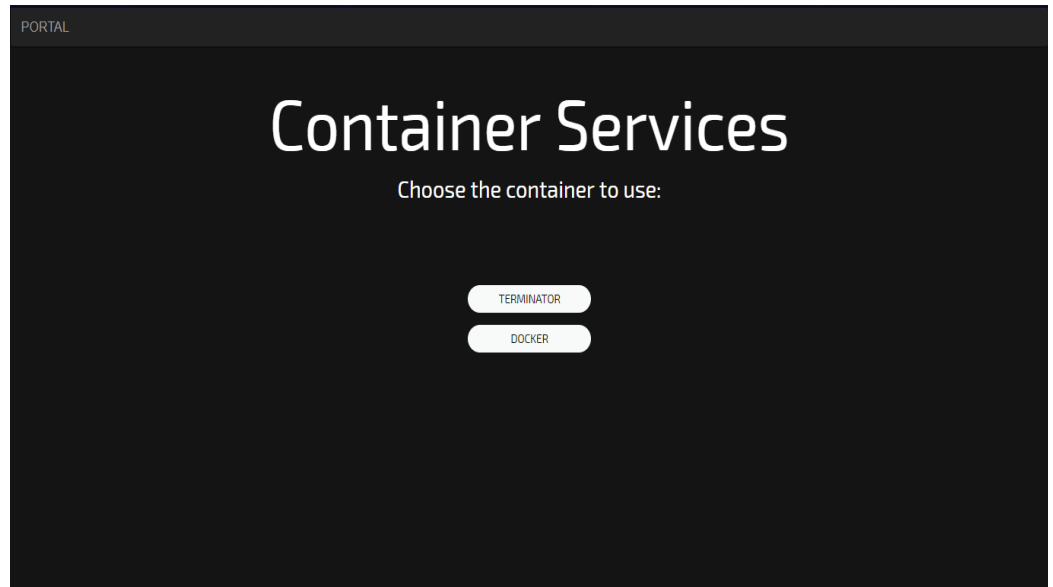 PORTAL
Container Services
Choose the container to use:
TERMINATOR
DOCKER